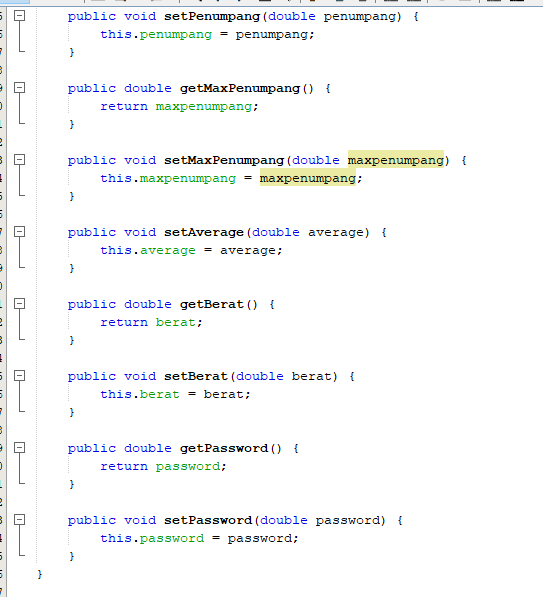 public void setPenumpang(double penumpang) {
this.penumpang = penumpang;
}
public double getMaxPenumpang() {
return maxpenumpang;
}
public void setMaxPenumpang(double maxpenumpang) {
this.maxpenumpang = maxpenumpang;
}
public void setAverage(double average) {
this.average = average;
}
public double getBerat() {
return berat;
}
public void setBerat(double berat) {
this.berat = berat;
}
public double getPassword() {
return password;
}
public void setPassword(double password) {
this.password = password;
}
}